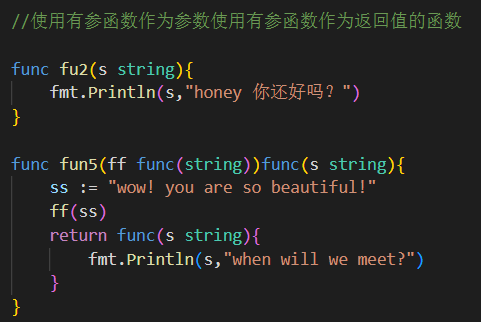 //使用有参函数作为参数使用有参函数作为返回值的函数
func fu2(s string){
    fmt.Println(s,"honey 你还好吗？")
}
func fun5(ff func(string))func(s string){
    ss := "wow! you are so beautiful!"
    ff(ss)
    return func(s string){
        fmt.Println(s,"when will we meet?")
    }
}